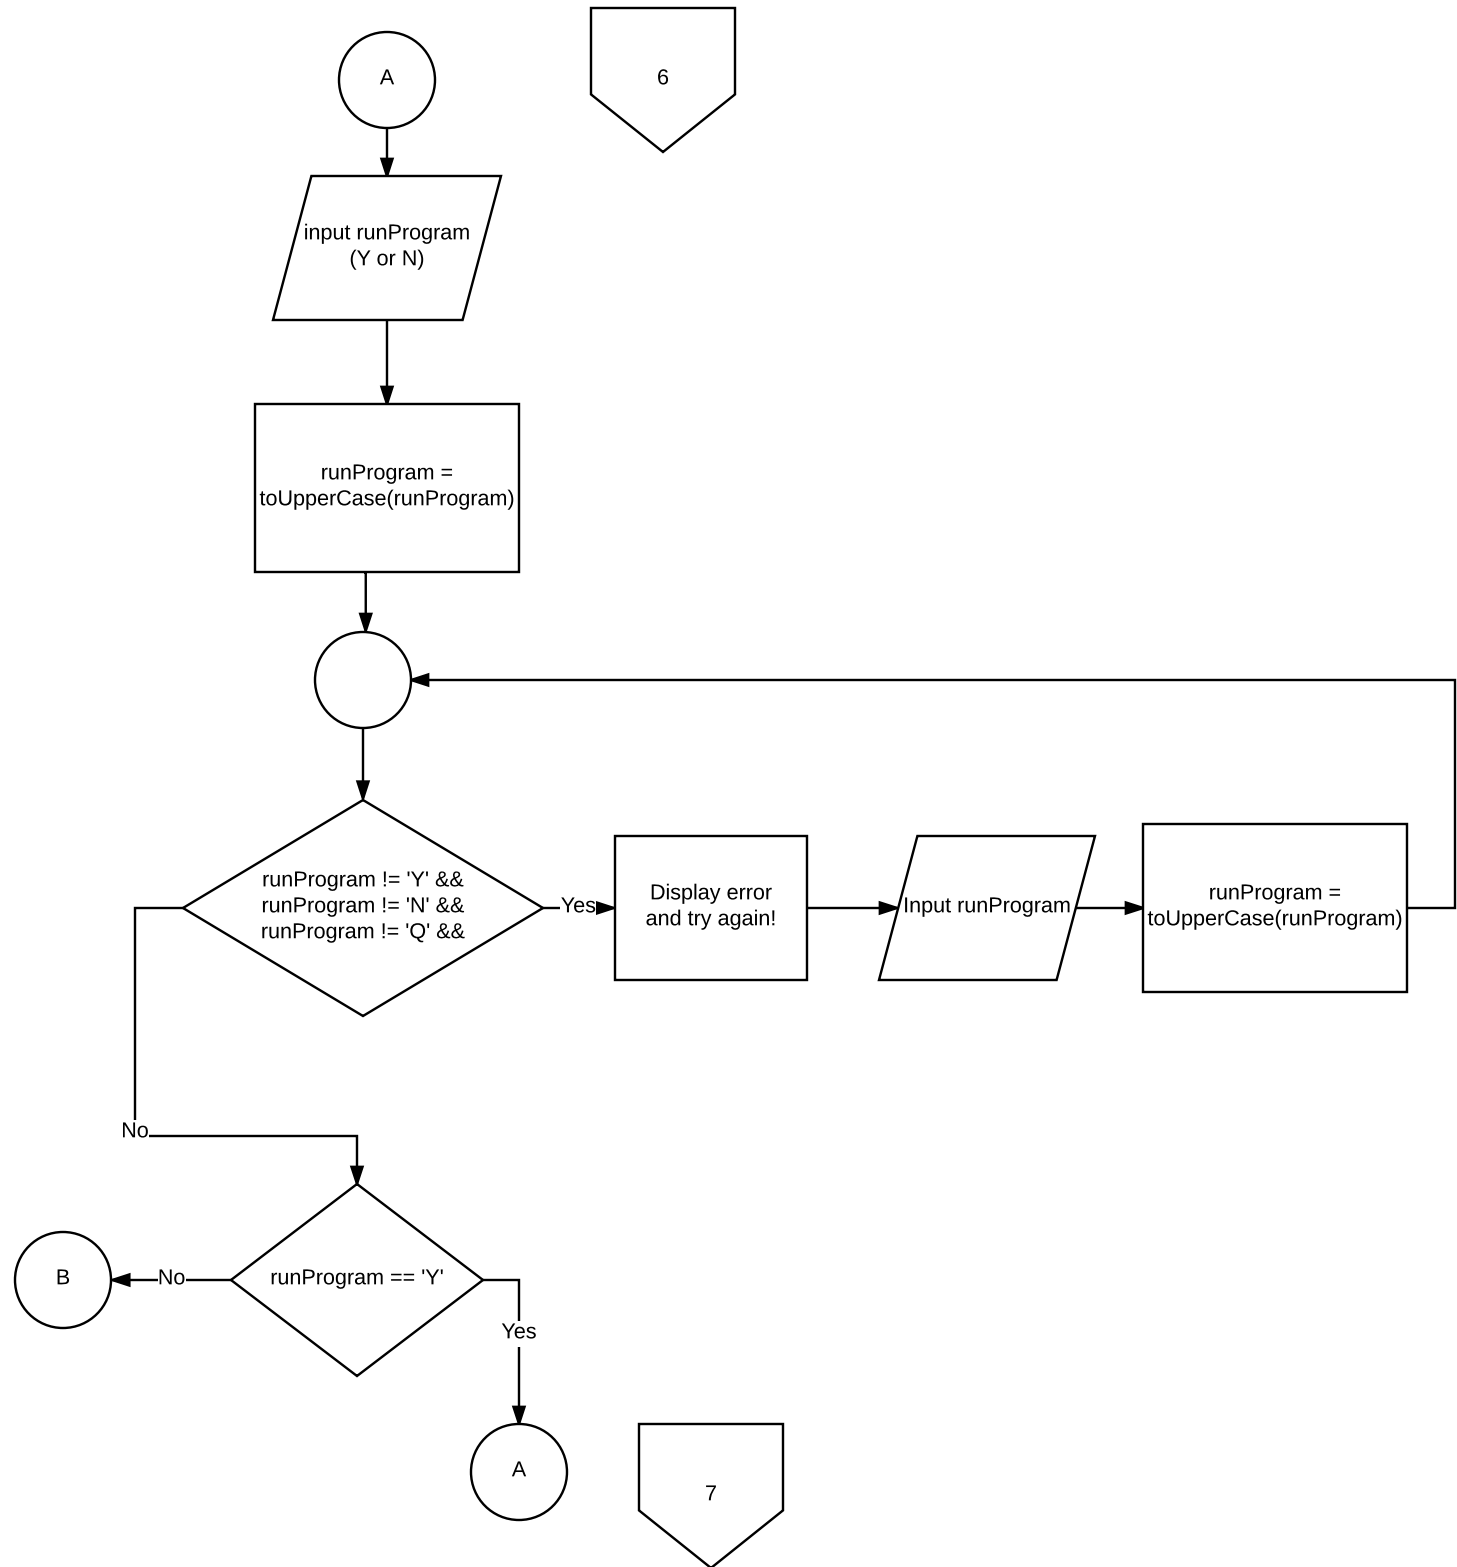 A
6
input runProgram
(Y or N)
runProgram =
toUpperCase(runProgram)
runProgram != 'Y' &&
runProgram != 'N' &&
runProgram != 'Q' &&
Yes
Display error
and try again!
Input runProgram
runProgram =
toUpperCase(runProgram)
No
B
No
runProgram == 'Y'
Yes
A
7